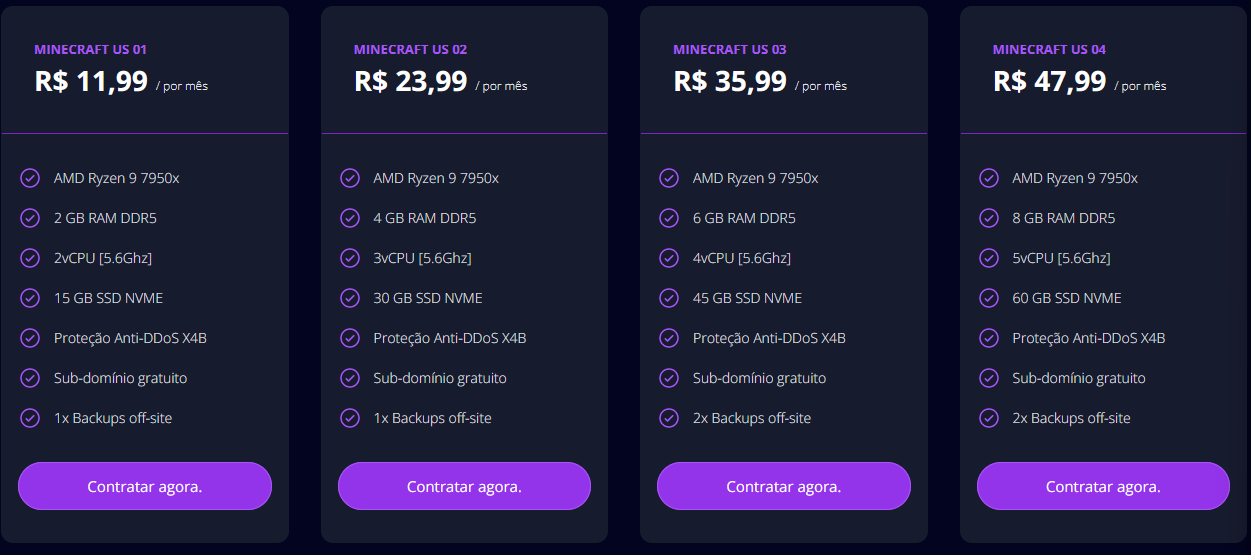 MINECRAFT US 01
R$ 11,99 / por mês
AMD Ryzen 9 7950x
2 GB RAM DDR5
2vCPU [5.6Ghz]
15 GB SSD NVME
Proteção Anti-DDoS X4B
Sub-domínio gratuito
1x Backups off-site
Contratar agora.
MINECRAFT US 02
R$ 23,99 / por mês
AMD Ryzen 9 7950x
4 GB RAM DDR5
3vCPU [5.6Ghz]
30 GB SSD NVME
Proteção Anti-DDoS X4B
Sub-domínio gratuito
1x Backups off-site
Contratar agora.
MINECRAFT US 03
R$ 35,99 / por mês
AMD Ryzen 9 7950x
6 GB RAM DDR5
4vCPU [5.6Ghz]
45 GB SSD NVME
Proteção Anti-DDoS X4B
Sub-domínio gratuito
2x Backups off-site
Contratar agora.
MINECRAFT US 04
R$ 47,99 / por mês
AMD Ryzen 9 7950x
8 GB RAM DDR5
5vCPU [5.6Ghz]
60 GB SSD NVME
Proteção Anti-DDoS X4B
Sub-domínio gratuito
2x Backups off-site
Contratar agora.